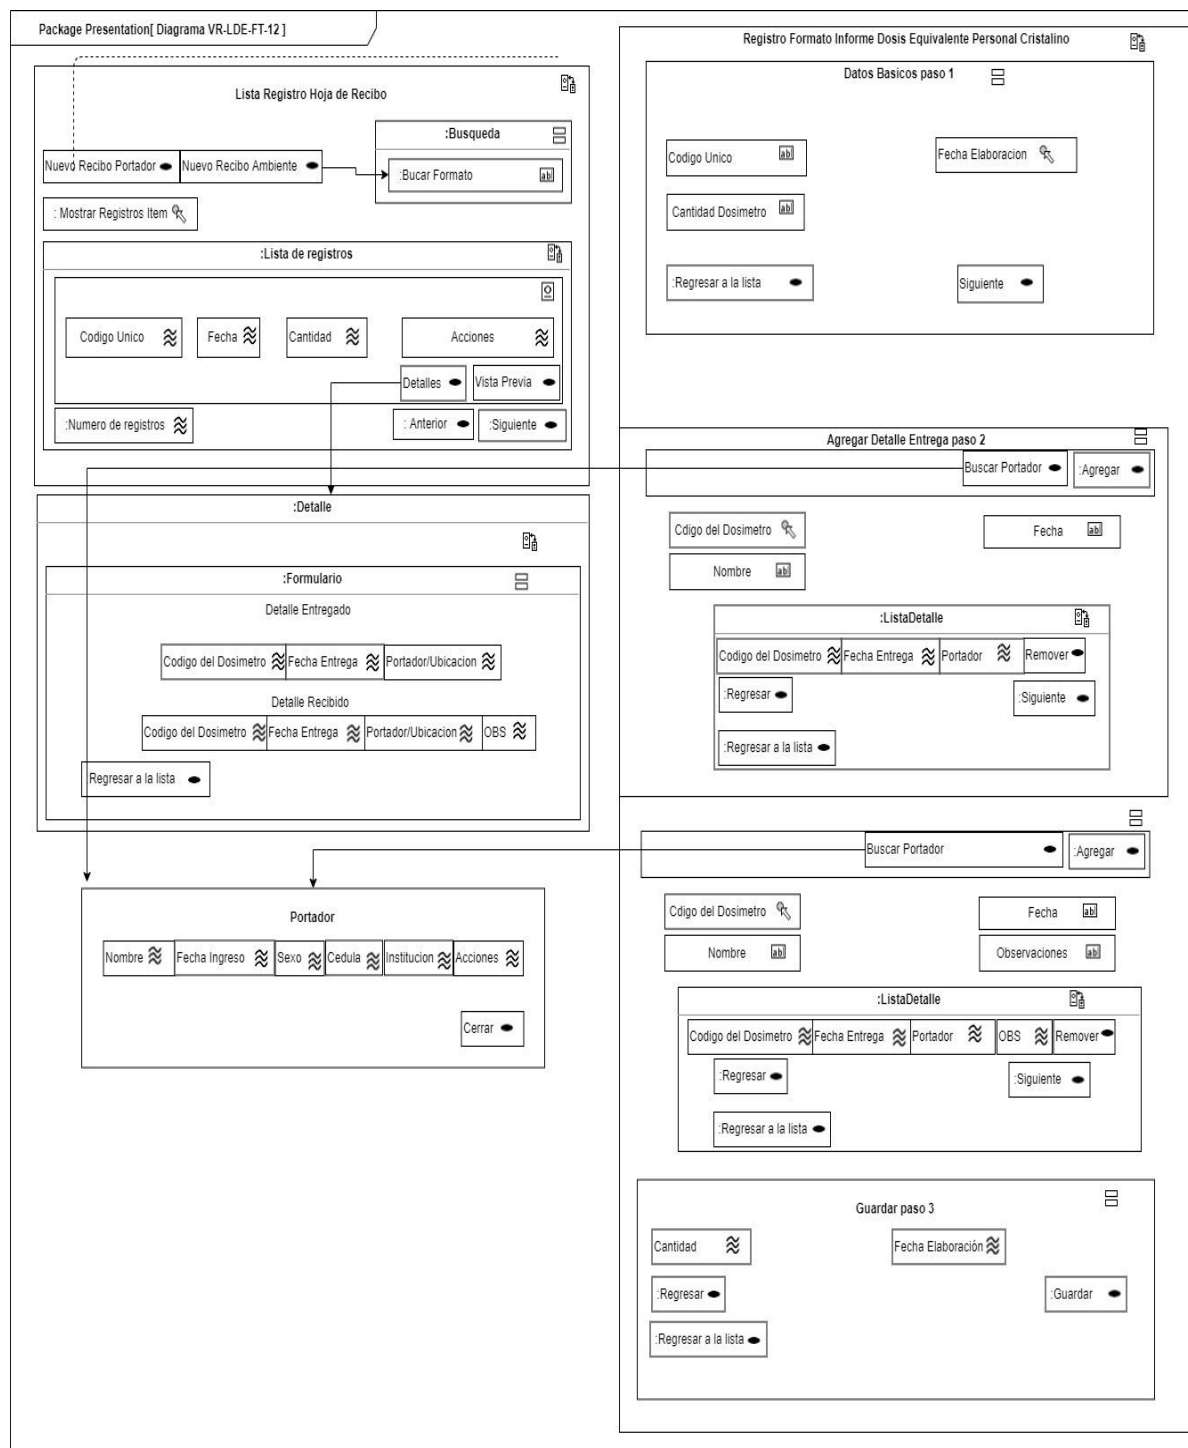 Package Presentation[ Diagrama VR-LDE-FT-12 ]
Lista Registro Hoja de Recibo
Nuevo Recibo Portador
Nuevo Recibo Ambiente
:Busqueda
:Bucar Formato
ab
: Mostrar Registros Item
:Lista de registros
Codigo Unico
Fecha
Cantidad
Acciones
Detalles
Vista Previa
:Numero de registros
: Anterior
:Siguiente
:Detalle
:Formulario
Detalle Entregado
Codigo del Dosimetro
Fecha Entrega
Portador/Ubicacion
Detalle Recibido
Codigo del Dosimetro
Fecha Entrega
Portador/Ubicacion
OBS
Regresar a la lista
Portador
Nombre
Fecha Ingreso
Sexo
Cedula
Institucion
Acciones
Cerrar
Registro Formato Informe Dosis Equivalente Personal Cristalino
Datos Basicos paso 1
Codigo Unico
ab
Fecha Elaboracion
Cantidad Dosimetro
ab
:Regresar a la lista
Siguiente
Agregar Detalle Entrega paso 2
Buscar Portador
:Agregar
Cdigo del Dosimetro
Fecha
ab
Nombre
ab
:ListaDetalle
Codigo del Dosimetro
Fecha Entrega
Portador
Remover
:Regresar
:Siguiente
:Regresar a la lista
Buscar Portador
:Agregar
Cdigo del Dosimetro
Fecha
ab
Nombre
ab
Observaciones
ab
:ListaDetalle
Codigo del Dosimetro
Fecha Entrega
Portador
OBS
Remover
:Regresar
:Siguiente
:Regresar a la lista
Guardar paso 3
Cantidad
Fecha Elaboración
:Regresar
:Guardar
:Regresar a la lista